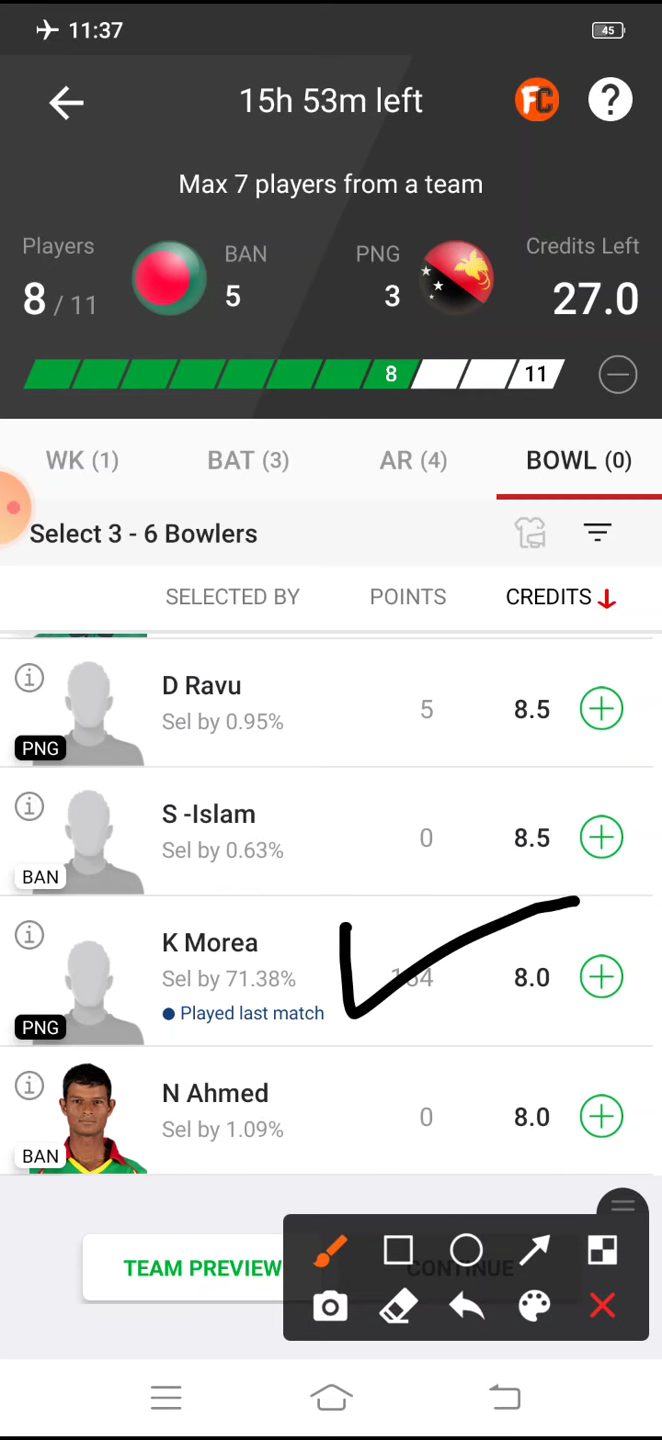 11:37
45
15h 53m left
FC
?
Max 7 players from a team
Players
BAN
PNG
Credits Left
8 / 11
5
3
27.0
8
11
WK (1)
BAT (3)
AR (4)
BOWL (0)
Select 3 - 6 Bowlers
SELECTED BY
POINTS
CREDITS
D Ravu
Sel by 0.95%
5
8.5
PNG
S -Islam
Sel by 0.63%
0
8.5
BAN
K Morea
Sel by 71.38%
8.0
Played last match
PNG
N Ahmed
Sel by 1.09%
0
8.0
BAN
TEAM PREVIEW
CONTINUE